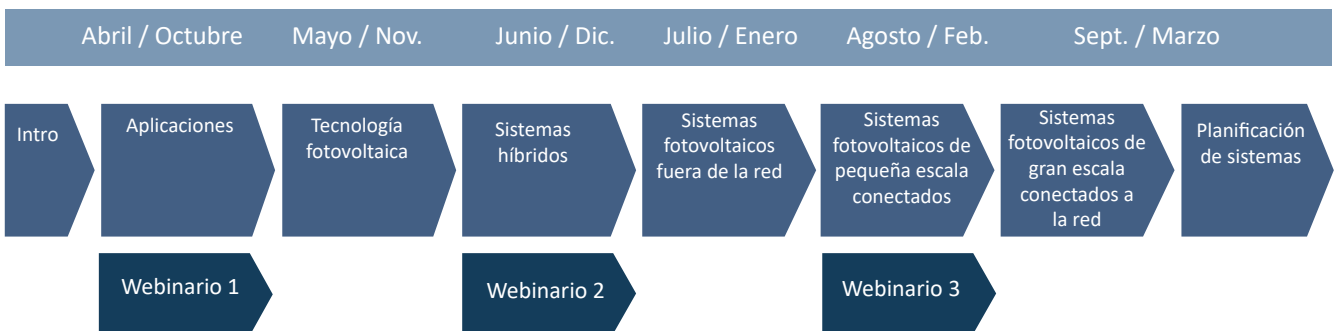 Abril / Octubre
Mayo / Nov.
Junio / Dic.
Julio / Enero
Agosto / Feb.
Sept. / Marzo
Intro
Aplicaciones
Tecnología
fotovoltaica
Sistemas
híbridos
Sistemas
fotovoltaicos
fuera de la red
Sistemas
fotovoltaicos de
pequeña escala
conectados
Sistemas
fotovoltaicos de
gran escala
conectados a
la red
Planificación
de sistemas
Webinario 1
Webinario 2
Webinario 3